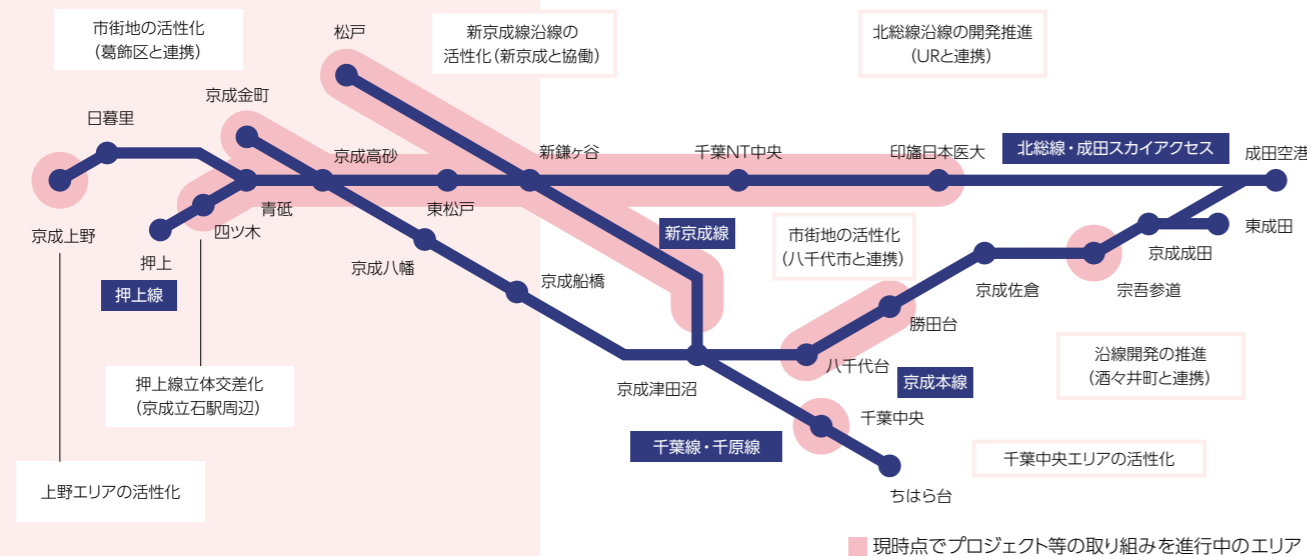 市街地の活性化
(葛飾区と連携)
松戸
新京成線沿線の
活性化(新京成と協働)
北総線沿線の開発推進
(URと連携)
京成金町
日暮里
京成高砂
新鎌ヶ谷
千葉NT中央
印旛日本医大
北総線・成田スカイアクセス
成田空港
京成上野
四ツ木
青砥
東松戸
押上
押上線
京成八幡
京成船橋
新京成線
市街地の活性化
(八千代市と連携)
京成佐倉
宗吾参道
京成成田
東成田
勝田台
八千代台
京成本線
京成津田沼
沿線開発の推進
(酒々井町と連携)
押上線立体交差化
(京成立石駅周辺)
千葉中央
千葉線・千原線
ちはら台
千葉中央エリアの活性化
上野エリアの活性化
現時点でプロジェクト等の取り組みを進行中のエリア